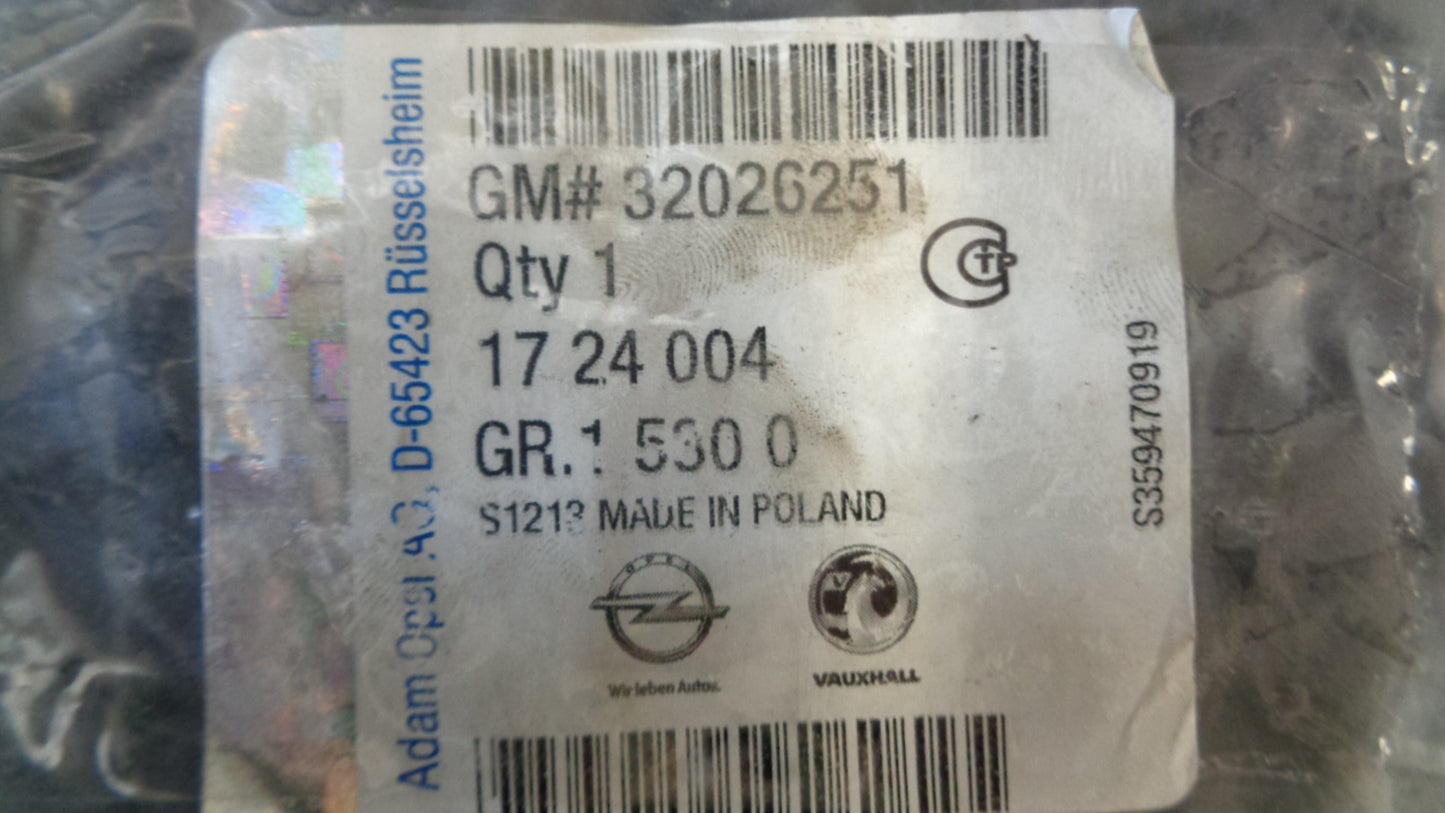 Adam Opel AG, D-65423 Rüsselsheim
GM# 32026251
Qty 1
17 24 004
GR.1 530 0
S1213 MADE IN POLAND
OPEL
Wir leben Autos.
VAUXHALL
S359470919